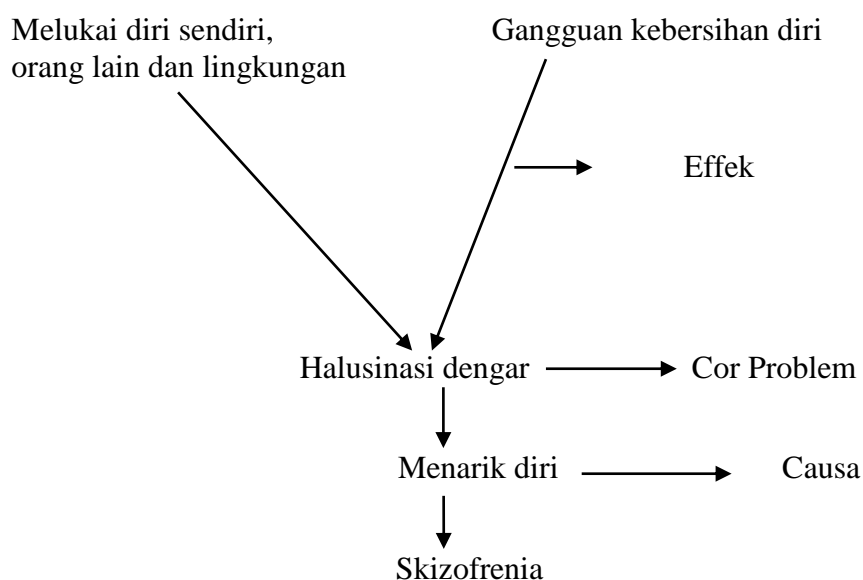 Melukai diri sendiri,
orang lain dan lingkungan
Gangguan kebersihan diri
Effek
Halusinasi dengar
Cor Problem
Menarik diri
Causa
Skizofrenia